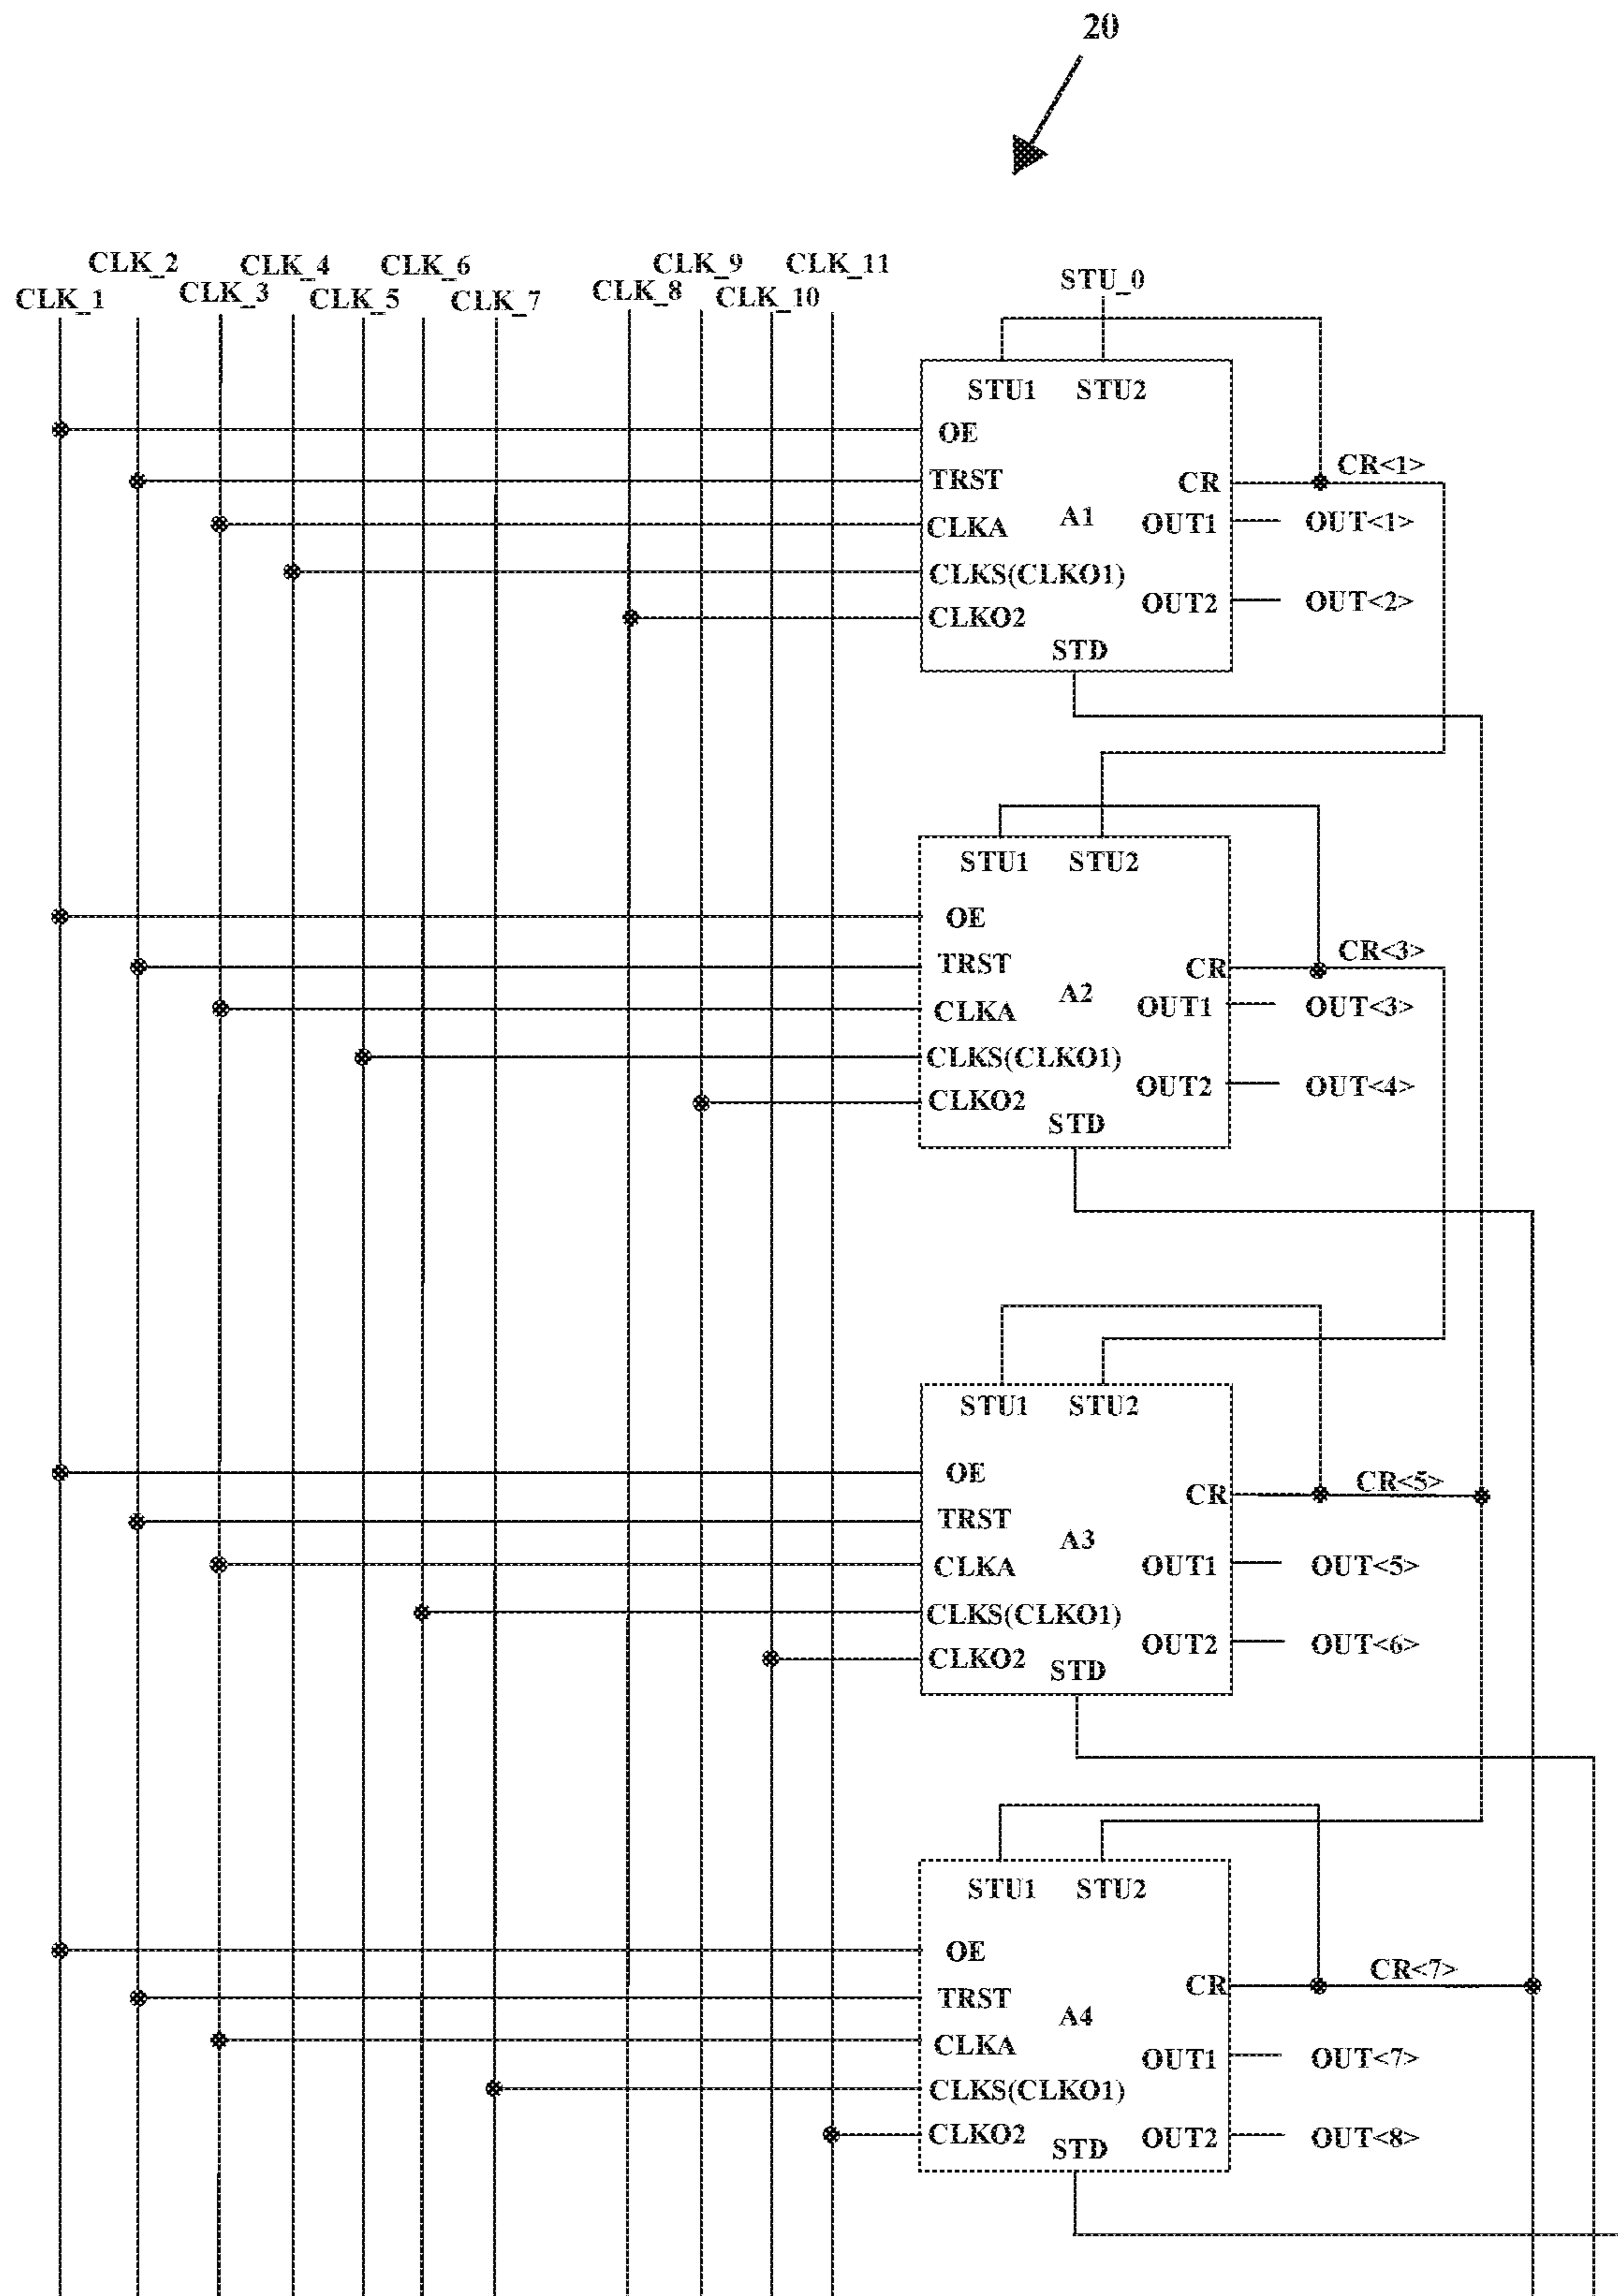 20
CLK_2
CLK_4
CLK_6
CLK_9
CLK_11
CLK_1
CLK_3
CLK_5
CLK_7
CLK_8
CLK_10
STU_0
STU1 STU2
OE
TRST
CLKA
CLKS(CLKO1)
CLKO2
A1
CR
OUT1
OUT2
STD
CR<1>
OUT<1>
OUT<2>
STU1 STU2
OE
TRST
CLKA
CLKS(CLKO1)
CLKO2
A2
CR
OUT1
OUT2
STD
CR<3>
OUT<3>
OUT<4>
STU1 STU2
OE
TRST
CLKA
CLKS(CLKO1)
CLKO2
A3
CR
OUT1
OUT2
STD
CR<5>
OUT<5>
OUT<6>
STU1 STU2
OE
TRST
CLKA
CLKS(CLKO1)
CLKO2
A4
CR
OUT1
OUT2
STD
CR<7>
OUT<7>
OUT<8>